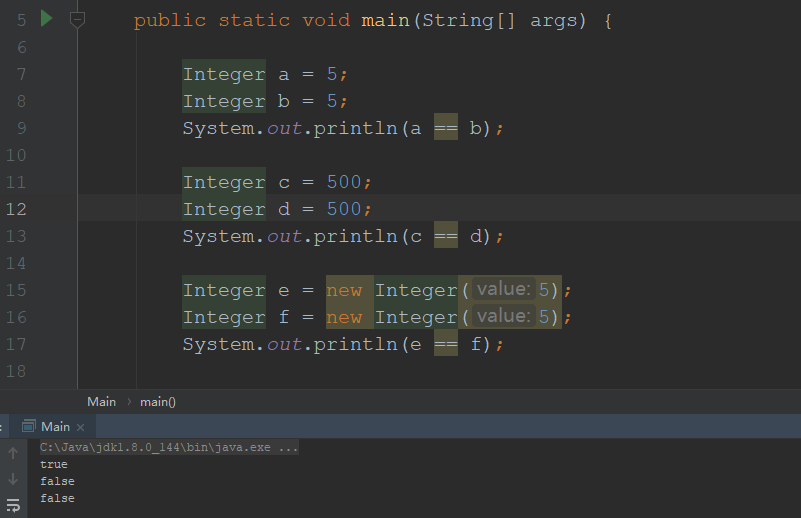 5 public static void main(String[] args) {
6
7 Integer a = 5;
8 Integer b = 5;
9 System.out.println(a == b);
10
11 Integer c = 500;
12 Integer d = 500;
13 System.out.println(c == d);
14
15 Integer e = new Integer( value: 5);
16 Integer f = new Integer( value: 5);
17 System.out.println(e == f);
18
Main › main()
: Main ×
C:\Java\jdk1.8.0_144\bin\java.exe ...
true
false
false